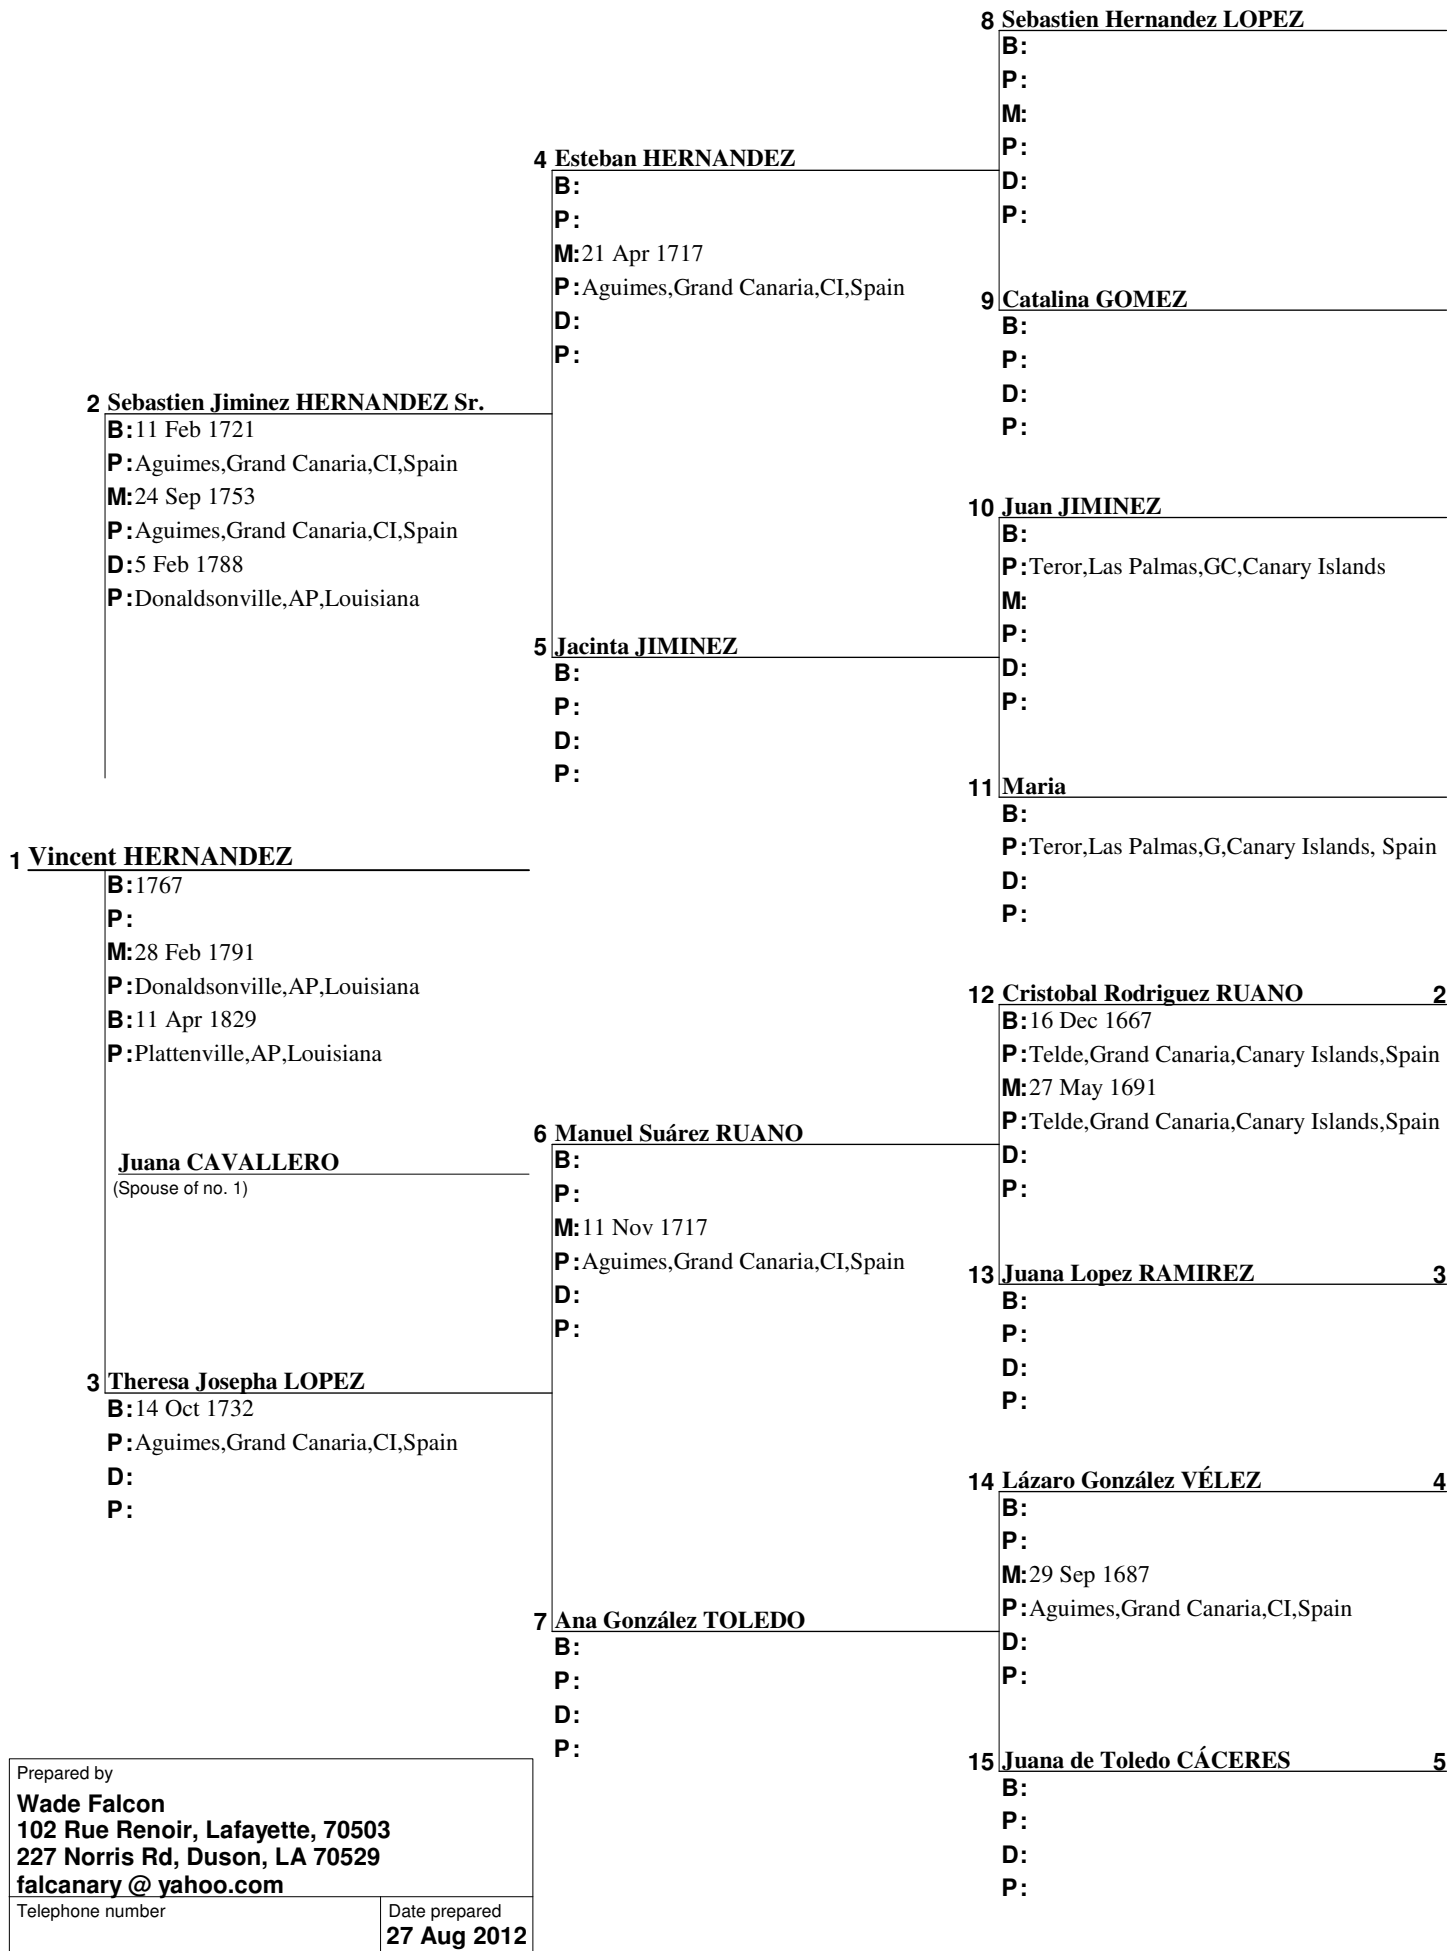 8 Sebastien Hernandez LOPEZ
B:
P:
M:
P:
D:
P:
4 Esteban HERNANDEZ
B:
P:
M:21 Apr 1717
P:Aguimes,Grand Canaria,CI,Spain
D:
P:
9 Catalina GOMEZ
B:
P:
D:
P:
2 Sebastien Jiminez HERNANDEZ Sr.
B:11 Feb 1721
P:Aguimes,Grand Canaria,CI,Spain
M:24 Sep 1753
P:Aguimes,Grand Canaria,CI,Spain
D:5 Feb 1788
P:Donaldsonville,AP,Louisiana
10 Juan JIMINEZ
B:
P:Teror,Las Palmas,GC,Canary Islands
M:
P:
D:
P:
5 Jacinta JIMINEZ
B:
P:
D:
P:
11 Maria
B:
P:Teror,Las Palmas,G,Canary Islands, Spain
D:
P:
1 Vincent HERNANDEZ
B:1767
P:
M:28 Feb 1791
P:Donaldsonville,AP,Louisiana
B:11 Apr 1829
P:Plattenville,AP,Louisiana
Juana CAVALLERO
(Spouse of no. 1)
12 Cristobal Rodriguez RUANO 2
B:16 Dec 1667
P:Telde,Grand Canaria,Canary Islands,Spain
M:27 May 1691
P:Telde,Grand Canaria,Canary Islands,Spain
D:
P:
6 Manuel Suárez RUANO
B:
P:
M:11 Nov 1717
P:Aguimes,Grand Canaria,CI,Spain
D:
P:
13 Juana Lopez RAMIREZ 3
B:
P:
D:
P:
3 Theresa Josepha LOPEZ
B:14 Oct 1732
P:Aguimes,Grand Canaria,CI,Spain
D:
P:
14 Lázaro González VÉLEZ 4
B:
P:
M:29 Sep 1687
P:Aguimes,Grand Canaria,CI,Spain
D:
P:
7 Ana González TOLEDO
B:
P:
D:
P:
15 Juana de Toledo CÁCERES 5
B:
P:
D:
P:
Prepared by
Wade Falcon
102 Rue Renoir, Lafayette, 70503
227 Norris Rd, Duson, LA 70529
falcanary @ yahoo.com
Telephone number
Date prepared
27 Aug 2012